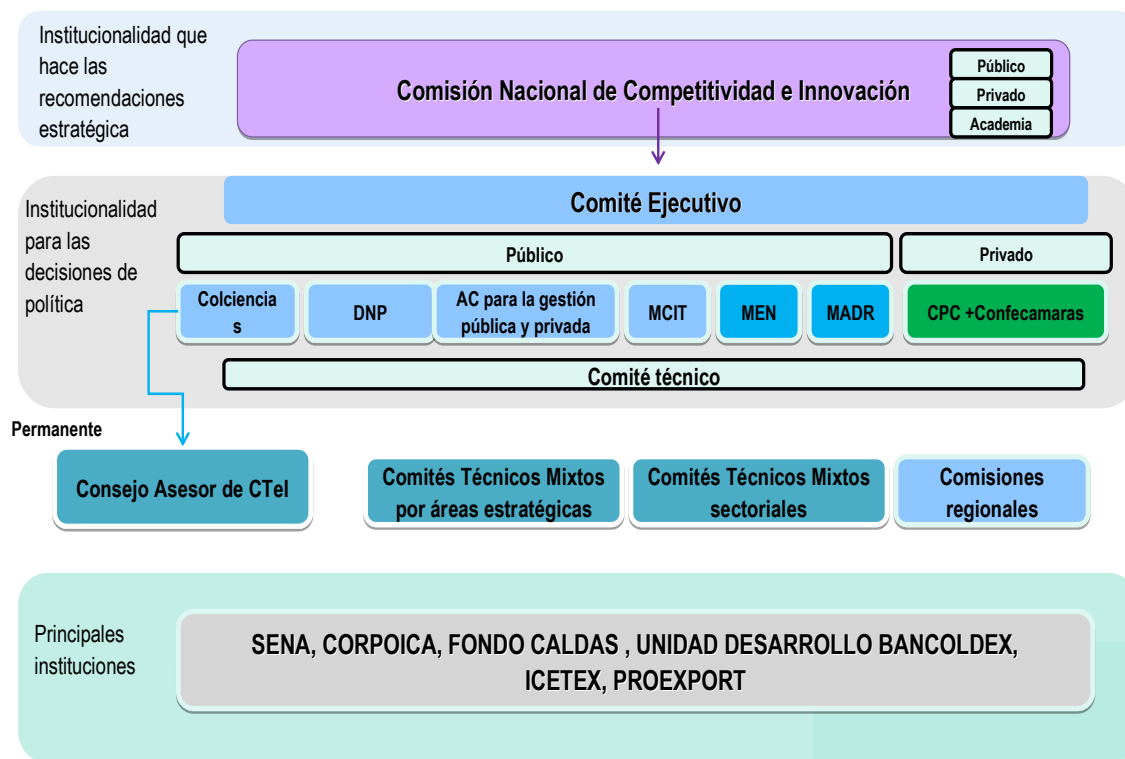 Institucionalidad que
hace las
recomendaciones
estratégica
Comisión Nacional de Competitividad e Innovación
Público
Privado
Academia
Institucionalidad
para las
decisiones de
política
Comité Ejecutivo
Público
Privado
Colciencia
s
DNP
AC para la gestión
pública y privada
MCIT
MEN
MADR
CPC +Confecamaras
Comité técnico
Permanente
Consejo Asesor de CTeI
Comités Técnicos Mixtos
por áreas estratégicas
Comités Técnicos Mixtos
sectoriales
Comisiones
regionales
Principales
instituciones
SENA, CORPOICA, FONDO CALDAS , UNIDAD DESARROLLO BANCOLDEX,
ICETEX, PROEXPORT